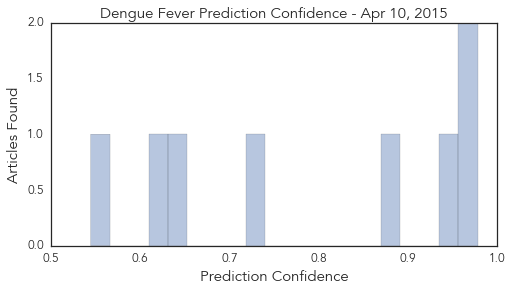 Dengue Fever Prediction Confidence - Apr 10, 2015
2.0
1.5
1.0
0.5
0.0
Articles Found
0.5 0.6 0.7 0.8 0.9 1.0
Prediction Confidence